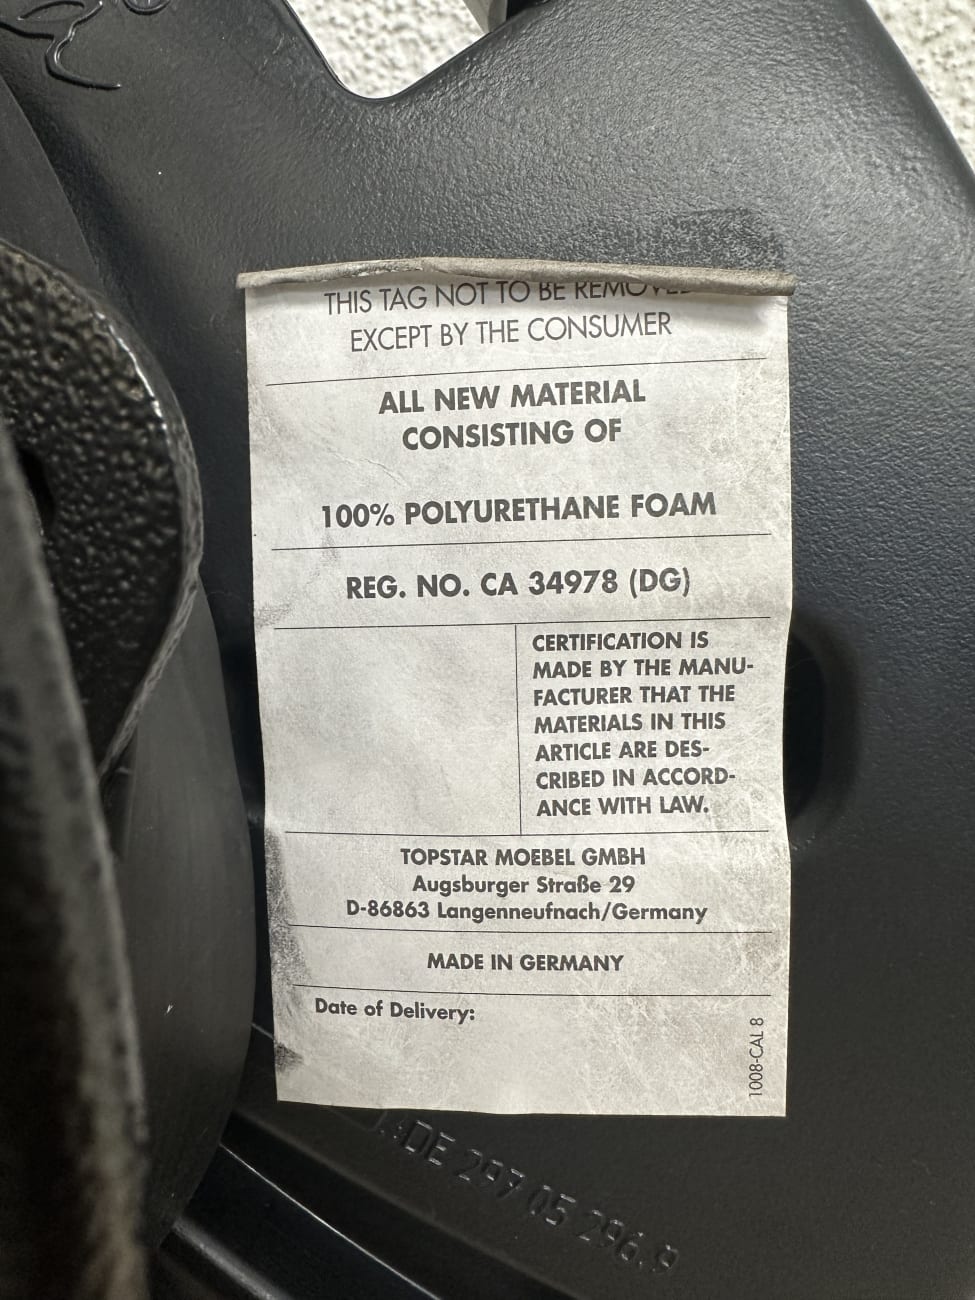 THIS TAG NOT TO BE REMOVED
EXCEPT BY THE CONSUMER
ALL NEW MATERIAL
CONSISTING OF
100% POLYURETHANE FOAM
REG. NO. CA 34978 (DG)
CERTIFICATION IS
MADE BY THE MANU-
FACTURER THAT THE
MATERIALS IN THIS
ARTICLE ARE DES-
CRIBED IN ACCORD-
ANCE WITH LAW.
TOPSTAR MOEBEL GMBH
Augsburger Straße 29
D-86863 Langenneufnach/Germany
MADE IN GERMANY
Date of Delivery:
1008-CAL 8
DE 297 05 296.9